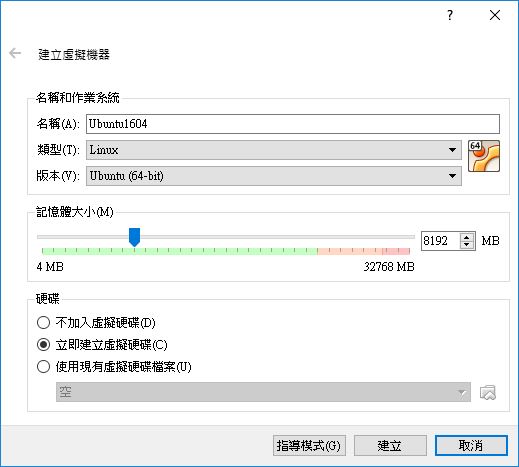 ?
建立虛擬機器
名稱和作業系統
名稱(A): Ubuntu1604
類型(T): Linux
64
版本(V): Ubuntu (64-bit)
記憶體大小(M)
8192 MB
4 MB 32768 MB
硬碟
不加入虛擬硬碟(D)
立即建立虛擬硬碟(C)
使用現有虛擬硬碟檔案(U)
空
指導模式(G) 建立 取消